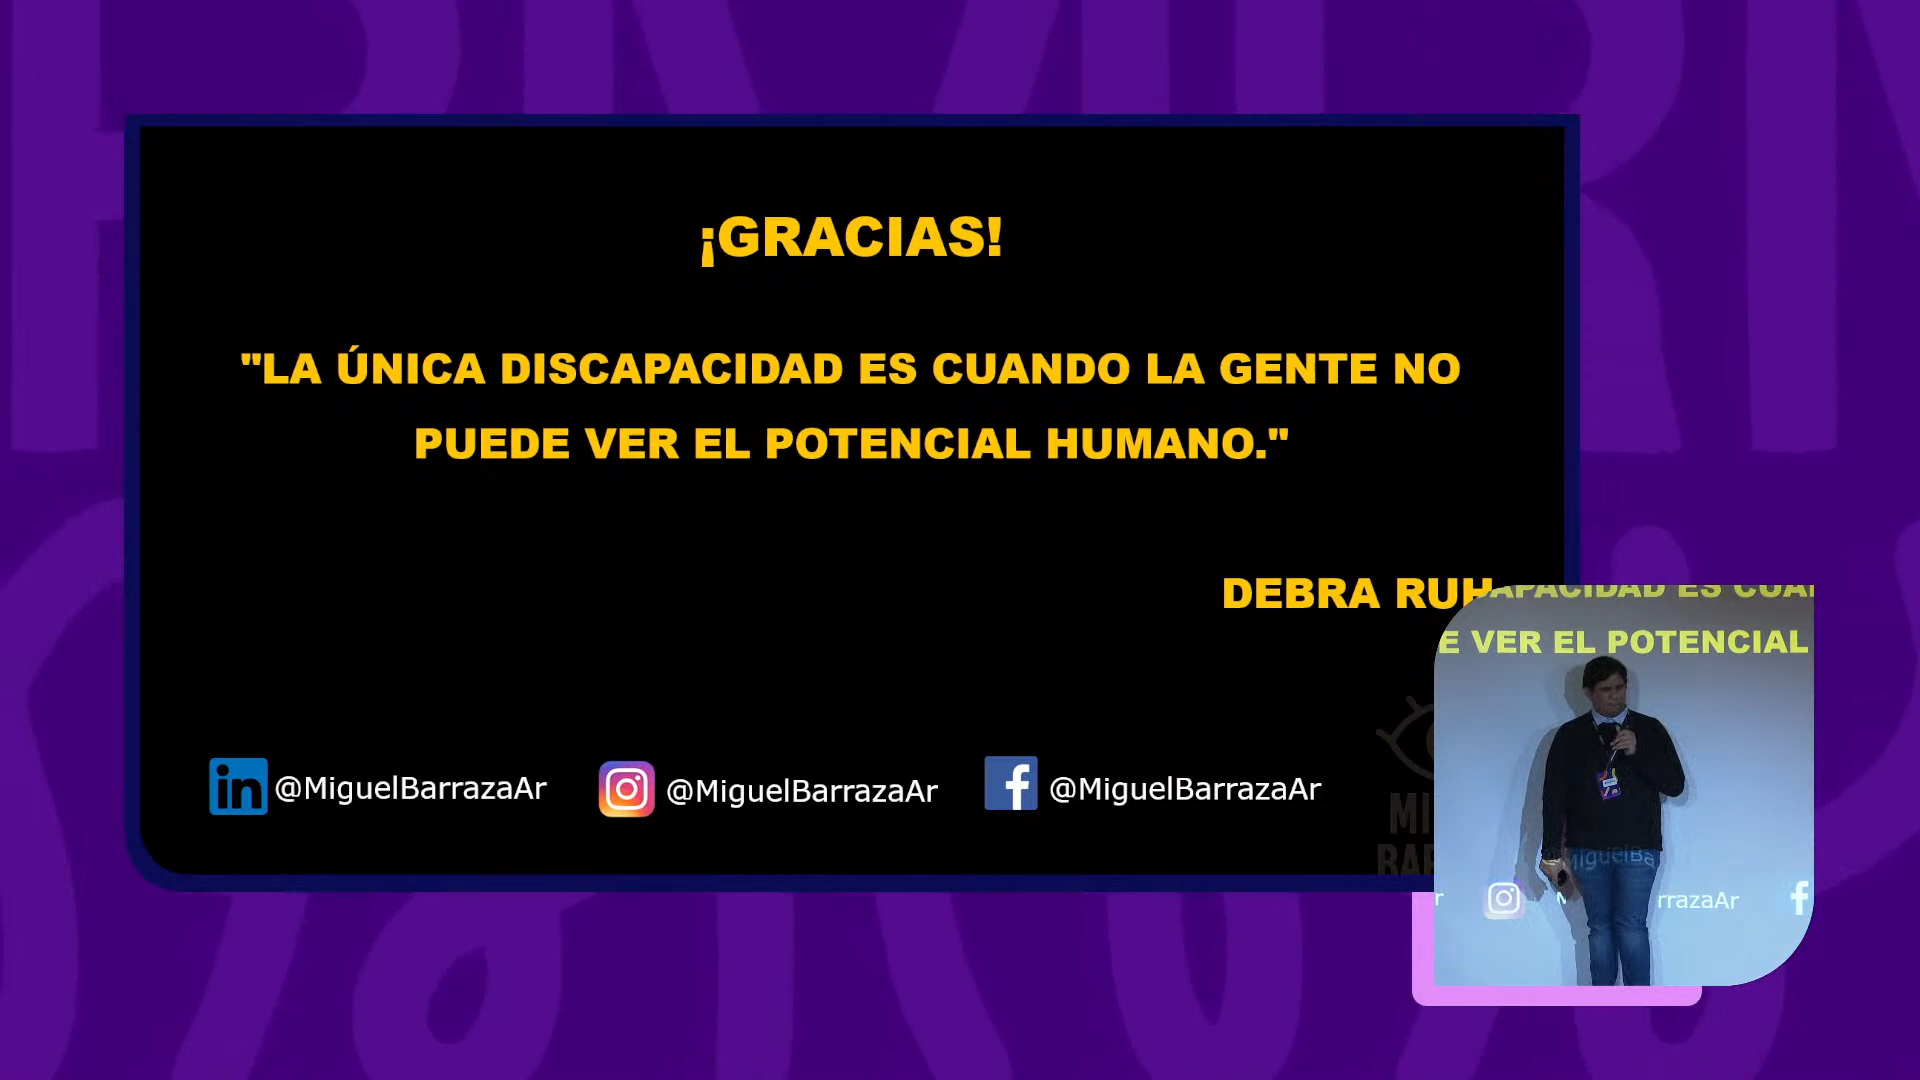 ¡GRACIAS!
"LA ÚNICA DISCAPACIDAD ES CUANDO LA GENTE NO
PUEDE VER EL POTENCIAL HUMANO."
DEBRA RUH
@MiguelBarrazaAr
@MiguelBarrazaAr
@MiguelBarrazaAr
E VER EL POTENCIAL
rrazaAr